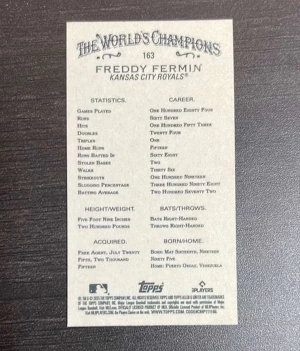 THE WORLD'S CHAMPIONS
163
FREDDY FERMIN
KANSAS CITY ROYALS®
STATISTICS. CAREER.
GAMES PLAYED ONE HUNDRED EIGHTY FOUR
RUNS SIXTY SEVEN
HITS ONE HUNDRED FIFTY THREE
DOUBLES TWENTY FOUR
TRIPLES ONE
HOME RUNS FIFTEEN
RUNS BATTED IN SIXTY EIGHT
STOLEN BASES TWO
WALKS THIRTY SIX
STRIKEOUTS ONE HUNDRED NINETEEN
SLUGGING PERCENTAGE THREE HUNDRED NINETY EIGHT
BATTING AVERAGE TWO HUNDRED SEVENTY TWO
HEIGHT/WEIGHT. BATS/THROWS.
FIVE FOOT NINE INCHES BATS RIGHT-HANDED
TWO HUNDRED POUNDS THROWS RIGHT-HANDED
ACQUIRED. BORN/HOME.
FREE AGENT, JULY TWENTY BORN: MAY SIXTEENTH, NINETEEN
FIFTH, TWO THOUSAND NINETY FIVE
FIFTEEN HOME: PUERTO ORDAZ, VENEZUELA
Topps
PLAYERS